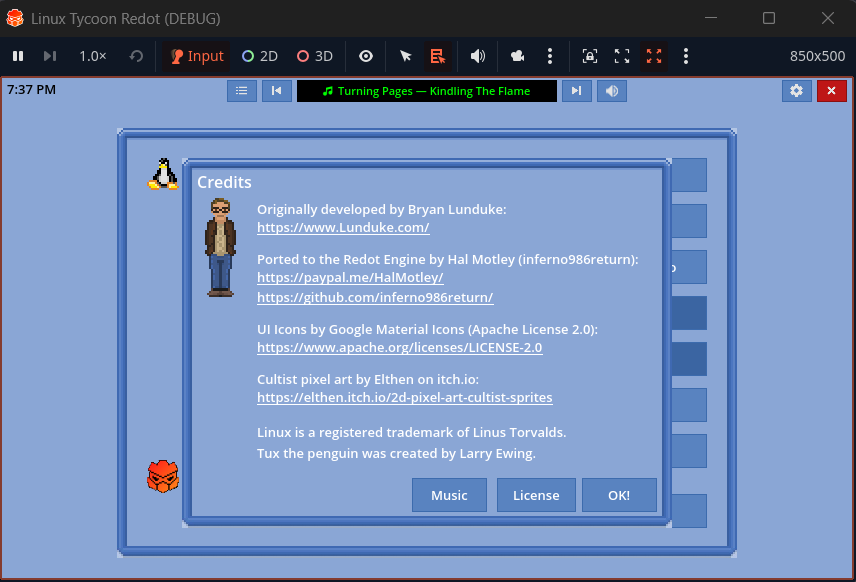 Linux Tycoon Redot (DEBUG)
1.0×
Input
2D
3D
850x500
7:37 PM
Turning Pages — Kindling The Flame
Credits
Originally developed by Bryan Lunduke:
https://www.Lunduke.com/
Ported to the Redot Engine by Hal Motley (inferno986return):
https://paypal.me/HalMotley/
https://github.com/inferno986return/
UI Icons by Google Material Icons (Apache License 2.0):
https://www.apache.org/licenses/LICENSE-2.0
Cultist pixel art by Elthen on itch.io:
https://elthen.itch.io/2d-pixel-art-cultist-sprites
Linux is a registered trademark of Linus Torvalds.
Tux the penguin was created by Larry Ewing.
Music
License
OK!